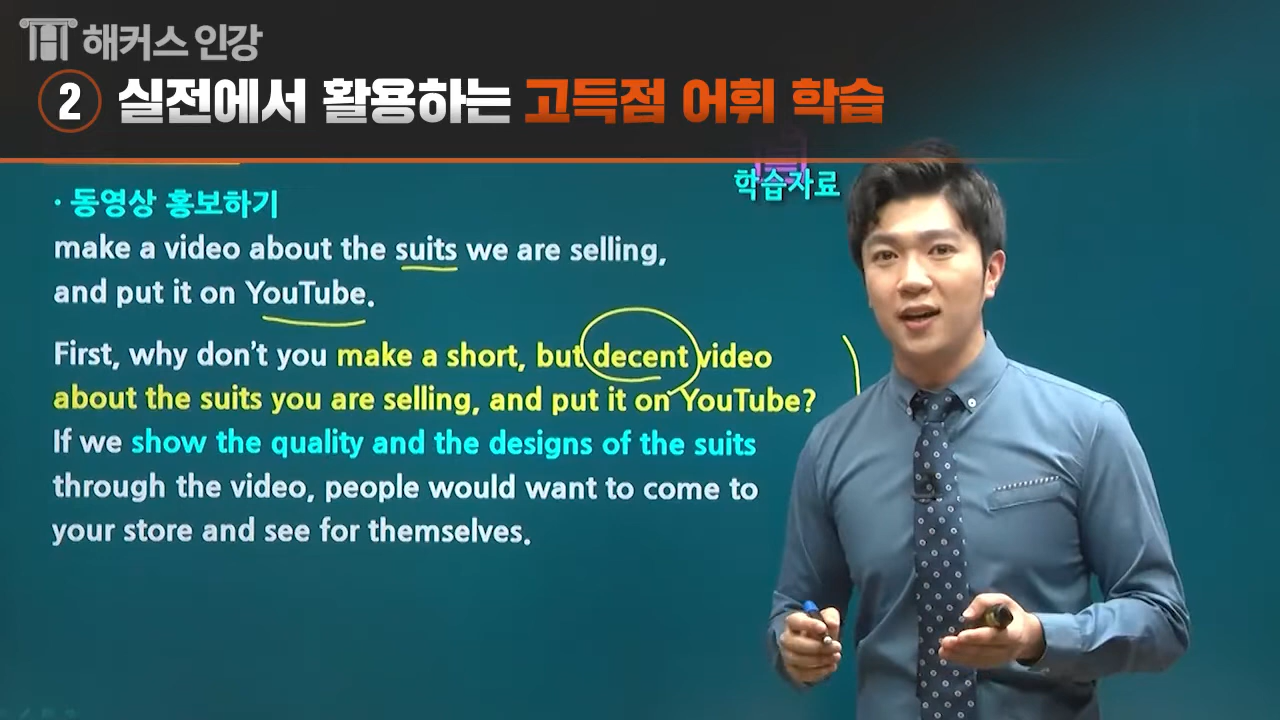 해커스 인강
2 실전에서 활용하는 고득점 어휘 학습
학습자료
· 동영상 홍보하기
make a video about the suits we are selling,
and put it on YouTube.
First, why don't you make a short, but decent video
about the suits you are selling, and put it on YouTube?
If we show the quality and the designs of the suits
through the video, people would want to come to
your store and see for themselves.